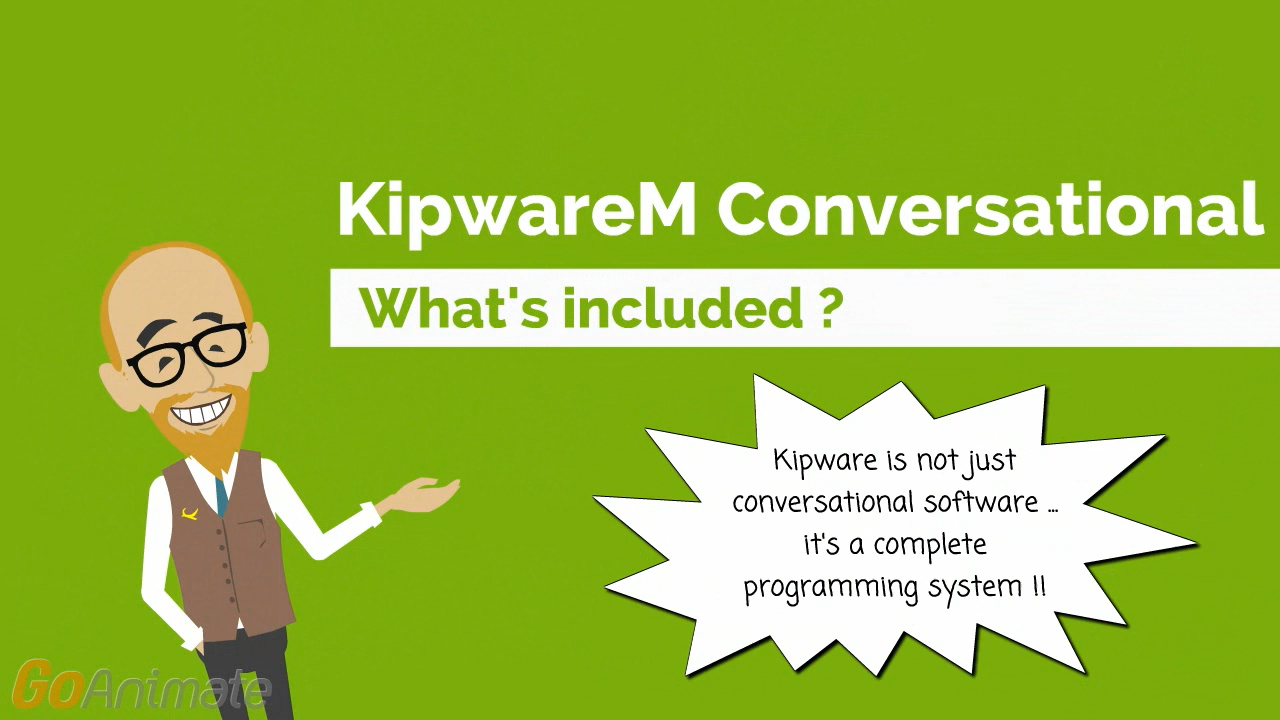 KipwareM Conversational
What's included ?
Kipware is not just
conversational software ...
it's a complete
programming system !!
GoAnimate